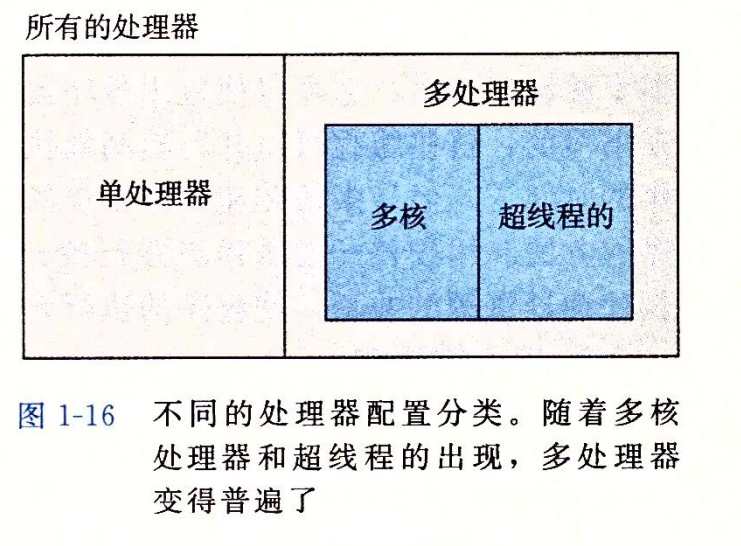 所有的处理器
多处理器
单处理器
多核
超线程的
图 1-16 不同的处理器配置分类。随着多核
处理器和超线程的出现，多处理器
变得普遍了